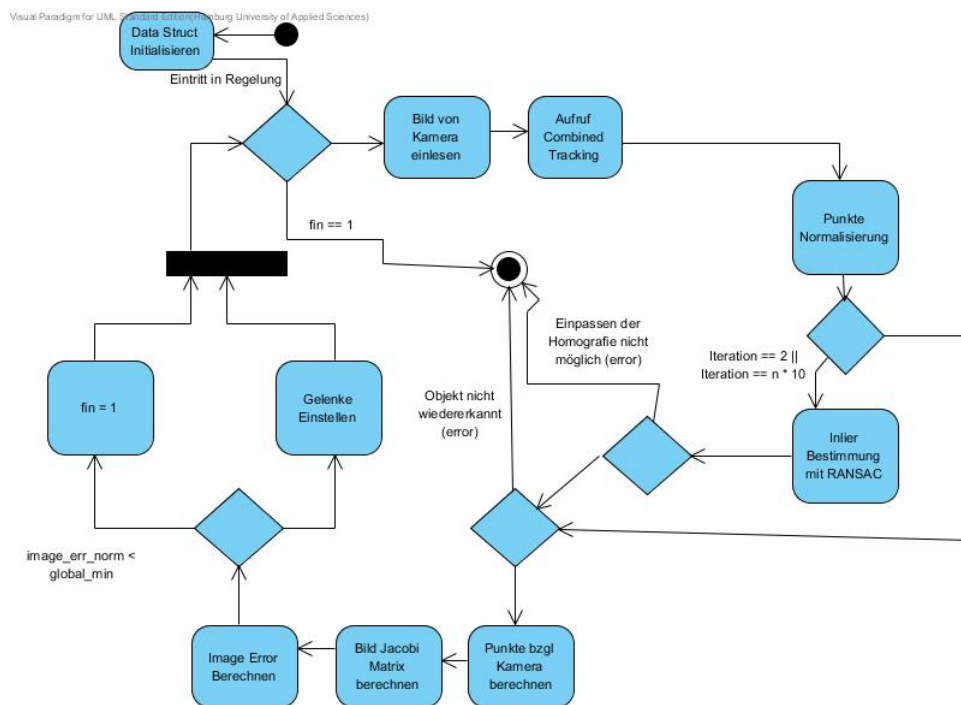 Visual Paradigm for UML Standard Edition(Hamburg University of Applied Sciences)
Data Struct
Initialisieren
Eintritt in Regelung
Bild von
Kamera
einlesen
Aufruf
Combined
Tracking
Punkte
Normalisierung
fin == 1
Einpassen der
Homografie nicht
möglich (error)
Iteration == 2 ||
Iteration == n * 10
Objekt nicht
wiedererkannt
(error)
fin = 1
Gelenke
Einstellen
Inlier
Bestimmung
mit RANSAC
image_err_norm <
global_min
Image Error
Berechnen
Bild Jacobi
Matrix
berechnen
Punkte bzgl
Kamera
berechnen